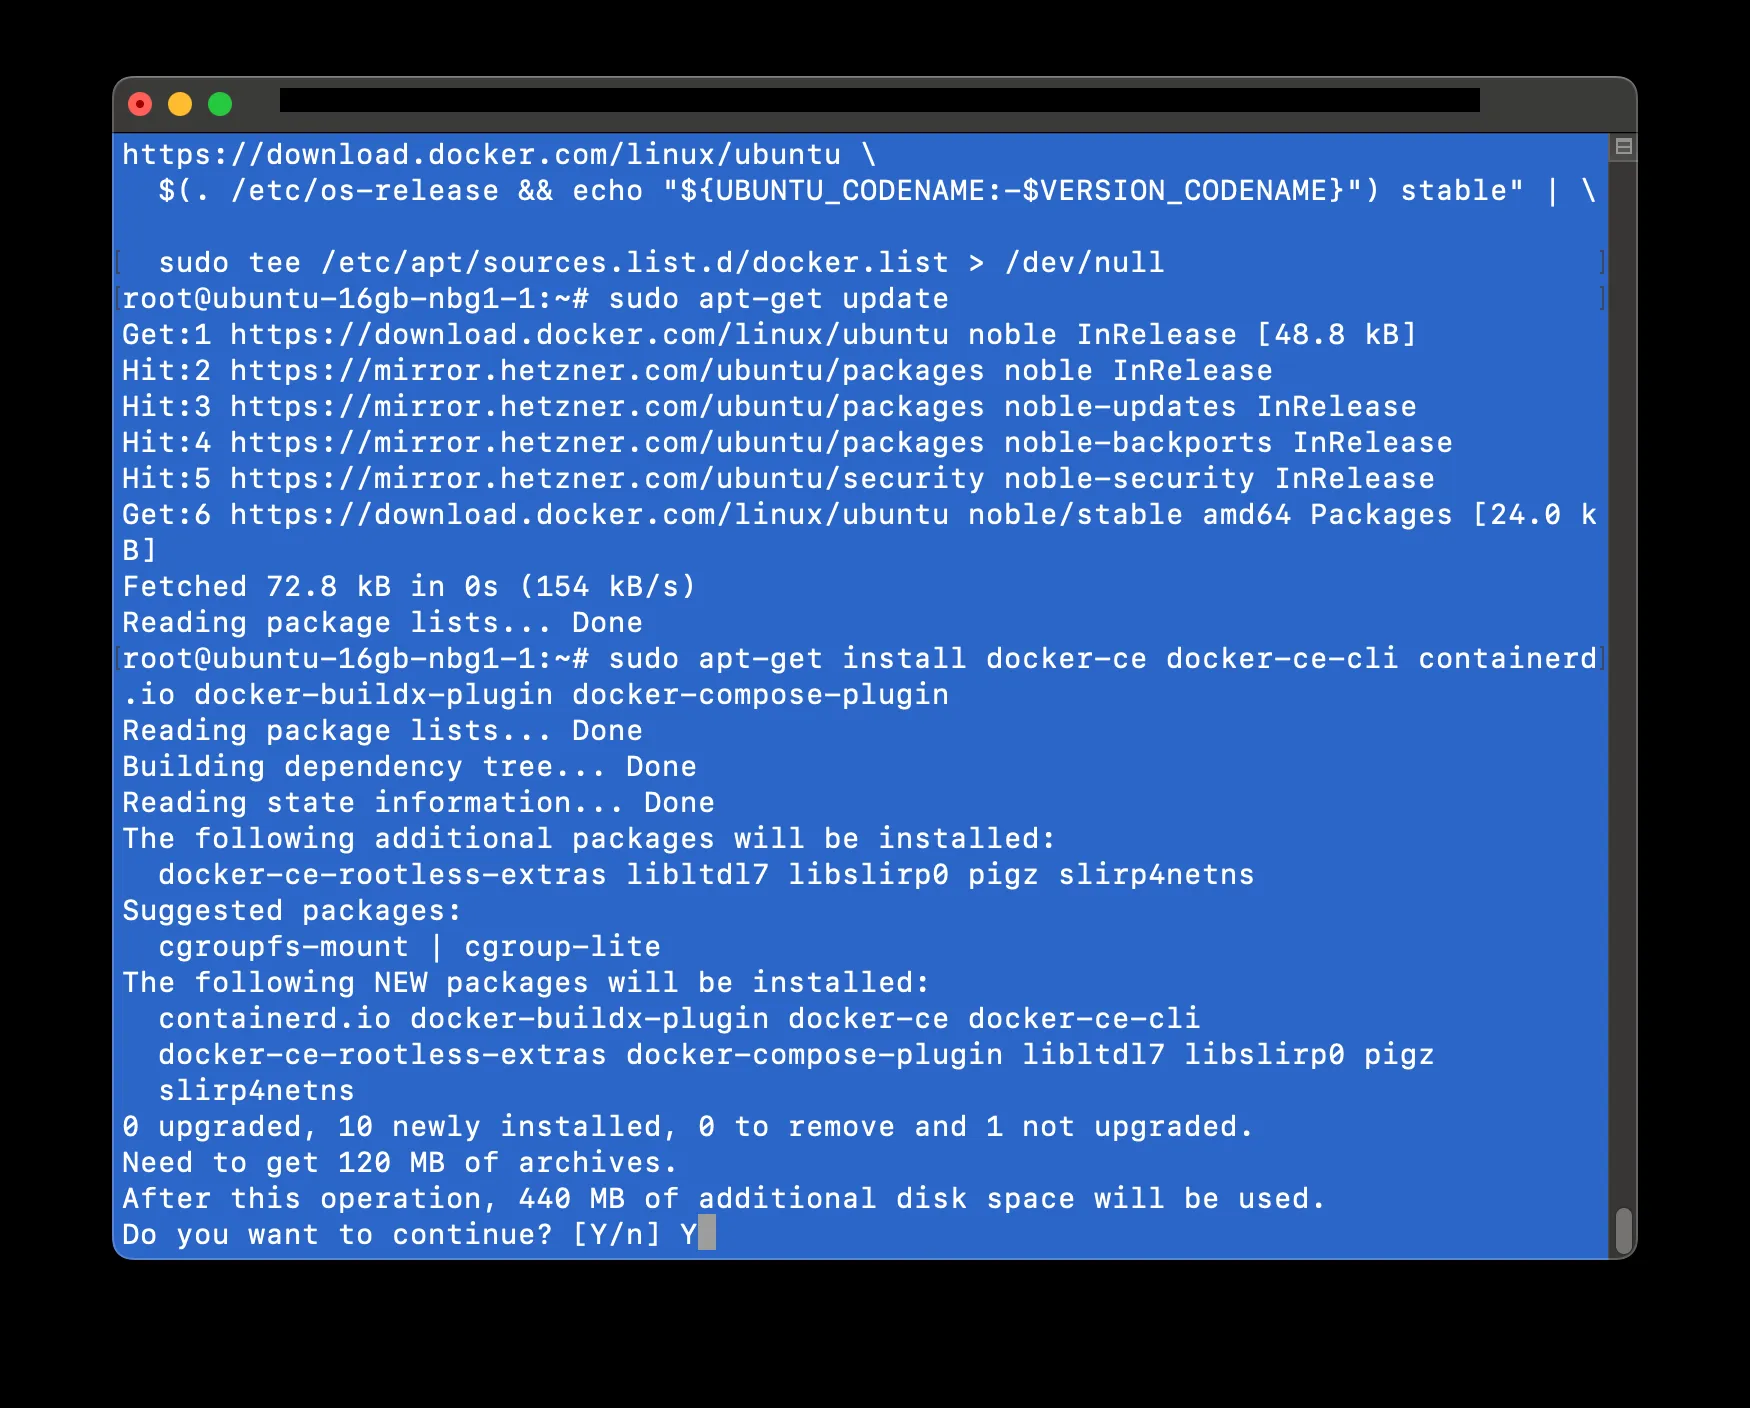 https://download.docker.com/linux/ubuntu \
  $(. /etc/os-release && echo "${UBUNTU_CODENAME:-$VERSION_CODENAME}") stable" | \
[  sudo tee /etc/apt/sources.list.d/docker.list > /dev/null ]
[root@ubuntu-16gb-nbg1-1:~# sudo apt-get update ]
Get:1 https://download.docker.com/linux/ubuntu noble InRelease [48.8 kB]
Hit:2 https://mirror.hetzner.com/ubuntu/packages noble InRelease
Hit:3 https://mirror.hetzner.com/ubuntu/packages noble-updates InRelease
Hit:4 https://mirror.hetzner.com/ubuntu/packages noble-backports InRelease
Hit:5 https://mirror.hetzner.com/ubuntu/security noble-security InRelease
Get:6 https://download.docker.com/linux/ubuntu noble/stable amd64 Packages [24.0 k
B]
Fetched 72.8 kB in 0s (154 kB/s)
Reading package lists... Done
[root@ubuntu-16gb-nbg1-1:~# sudo apt-get install docker-ce docker-ce-cli containerd]
.io docker-buildx-plugin docker-compose-plugin
Reading package lists... Done
Building dependency tree... Done
Reading state information... Done
The following additional packages will be installed:
  docker-ce-rootless-extras libltdl7 libslirp0 pigz slirp4netns
Suggested packages:
  cgroupfs-mount | cgroup-lite
The following NEW packages will be installed:
  containerd.io docker-buildx-plugin docker-ce docker-ce-cli
  docker-ce-rootless-extras docker-compose-plugin libltdl7 libslirp0 pigz
  slirp4netns
0 upgraded, 10 newly installed, 0 to remove and 1 not upgraded.
Need to get 120 MB of archives.
After this operation, 440 MB of additional disk space will be used.
Do you want to continue? [Y/n] Y